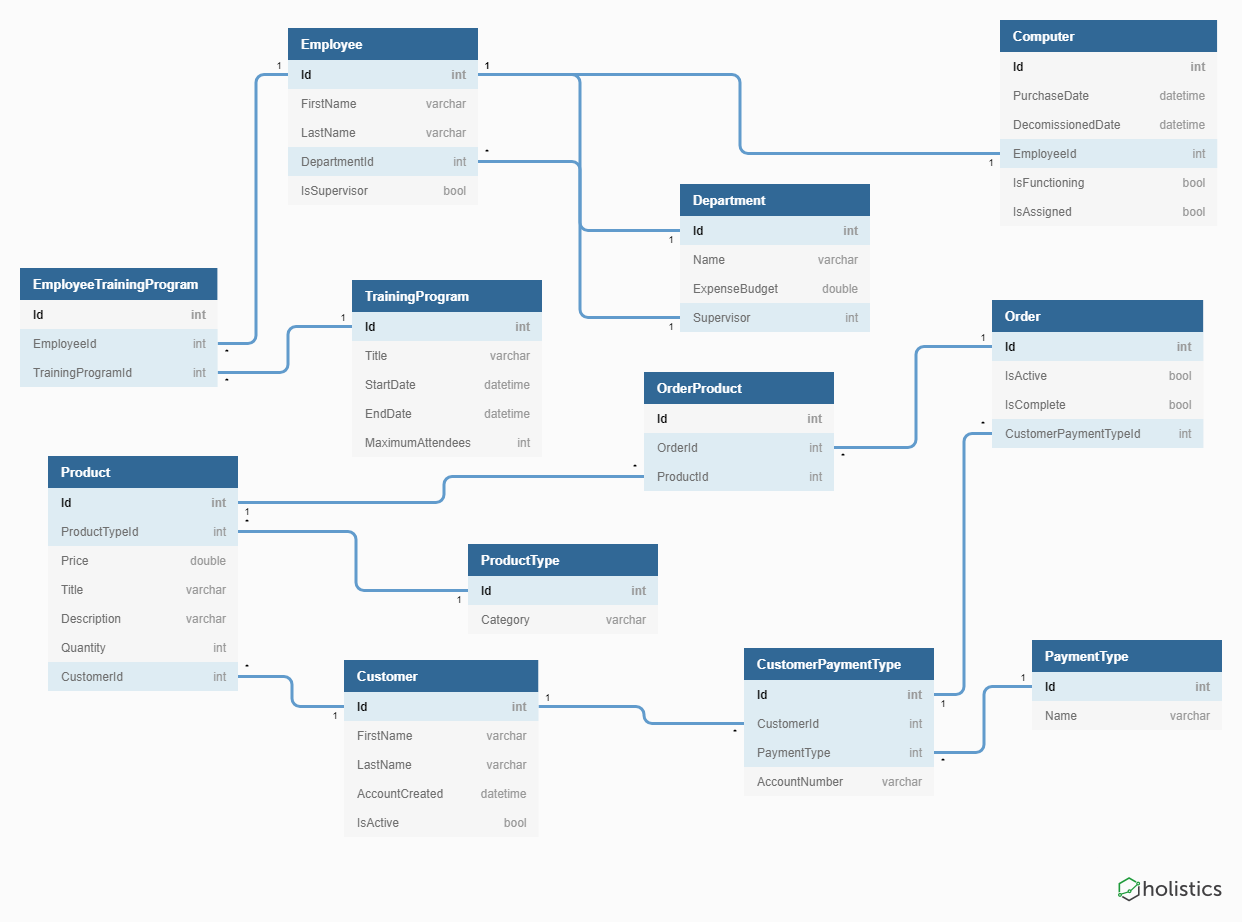 Employee
1
Id int
1
FirstName varchar
LastName varchar
*
DepartmentId int
IsSupervisor bool
Computer
Id int
PurchaseDate datetime
DecomissionedDate datetime
EmployeeId int
1
IsFunctioning bool
IsAssigned bool
Department
Id int
1
Name varchar
ExpenseBudget double
Supervisor int
1
EmployeeTrainingProgram
Id int
EmployeeId int
*
TrainingProgramId int
*
TrainingProgram
1
Id int
Title varchar
StartDate datetime
EndDate datetime
MaximumAttendees int
Order
1
Id int
IsActive bool
IsComplete bool
*
CustomerPaymentTypeId int
OrderProduct
Id int
OrderId int
*
*
ProductId int
Product
Id int
1
*
ProductTypeId int
Price double
Title varchar
Description varchar
Quantity int
*
CustomerId int
ProductType
Id int
1
Category varchar
Customer
1
Id int
1
FirstName varchar
LastName varchar
AccountCreated datetime
IsActive bool
CustomerPaymentType
Id int
1
CustomerId int
*
PaymentType int
*
AccountNumber varchar
PaymentType
1
Id int
Name varchar
holistics